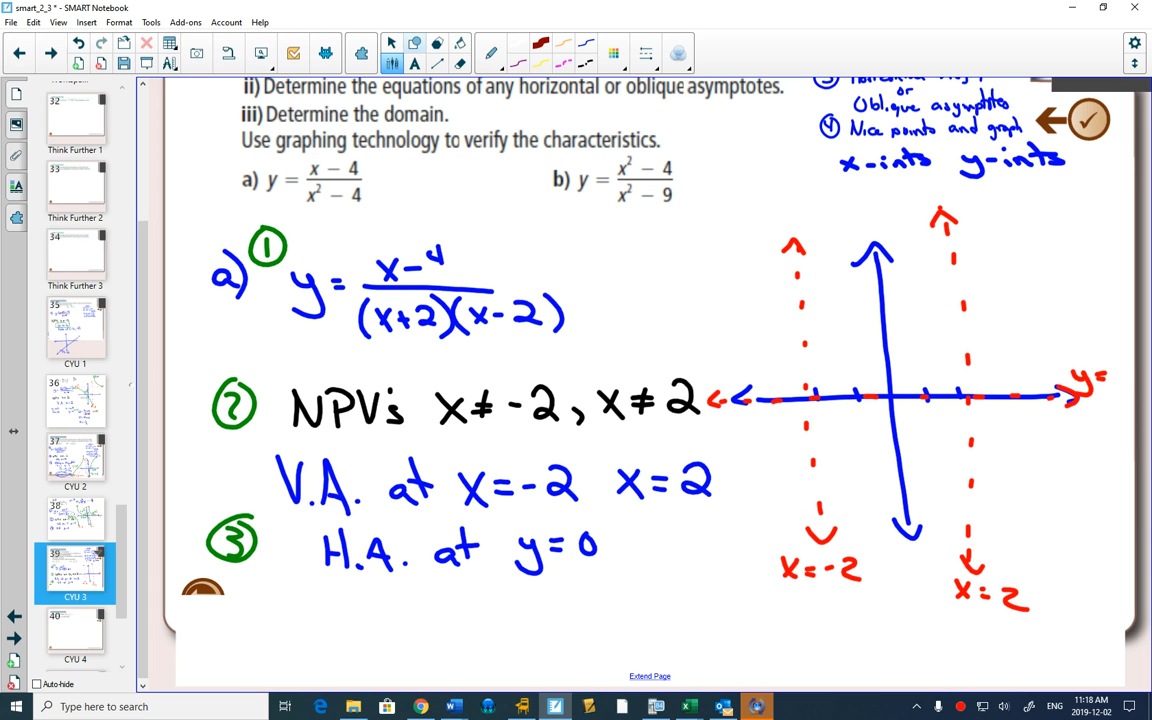 smart_2_3 * - SMART Notebook
File Edit View Insert Format Tools Add-ons Account Help
32
Think Further 1
33
Think Further 2
34
Think Further 3
35
CYU 1
36
37
CYU 2
38
39
CYU 3
40
CYU 4
Auto-hide
ii) Determine the equations of any horizontal or oblique asymptotes.
iii) Determine the domain.
Use graphing technology to verify the characteristics.
a) y = (x − 4)/(x² − 4)
b) y = (x² − 4)/(x² − 9)
or
Oblique asymptotes
④ Nice points and graph
x-ints y-ints
a) ① y = (x-4)/((x+2)(x-2))
② NPV's x ≠ -2, x ≠ 2
V.A. at x = -2 x = 2
③ H.A. at y = 0
y =
x = -2
x = 2
Extend Page
Type here to search
ENG
11:18 AM
2019-12-02